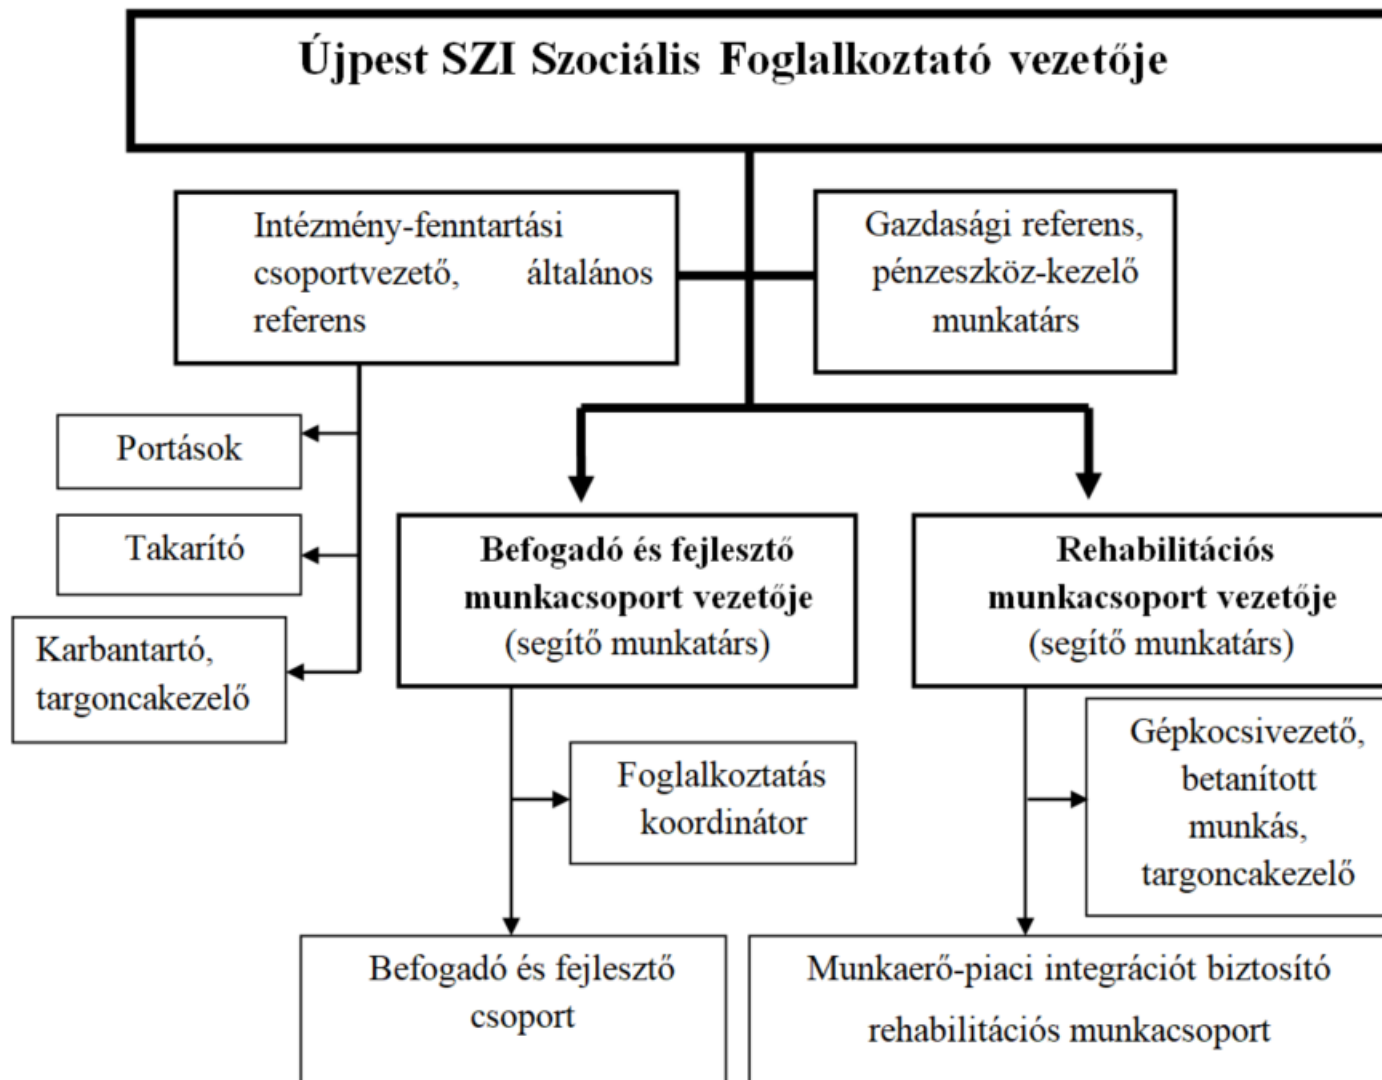 Újpest SZI Szociális Foglalkoztató vezetője
Intézmény-fenntartási
csoportvezető, általános
referens
Gazdasági referens,
pénzeszköz-kezelő
munkatárs
Portások
Takarító
Karbantartó,
targoncakezelő
Befogadó és fejlesztő
munkacsoport vezetője
(segítő munkatárs)
Rehabilitációs
munkacsoport vezetője
(segítő munkatárs)
Foglalkoztatás
koordinátor
Gépkocsivezető,
betanított
munkás,
targoncakezelő
Befogadó és fejlesztő
csoport
Munkaerő-piaci integrációt biztosító
rehabilitációs munkacsoport